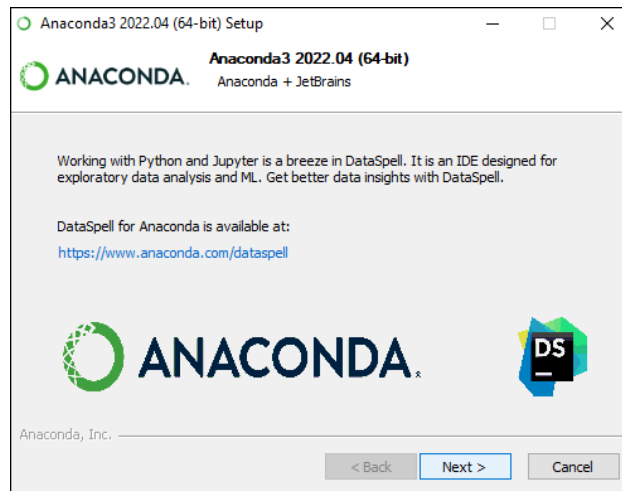 Anaconda3 2022.04 (64-bit) Setup
Anaconda3 2022.04 (64-bit)
ANACONDA.
Anaconda + JetBrains
Working with Python and Jupyter is a breeze in DataSpell. It is an IDE designed for
exploratory data analysis and ML. Get better data insights with DataSpell.
DataSpell for Anaconda is available at:
https://www.anaconda.com/dataspell
ANACONDA.
DS
Anaconda, Inc.
< Back
Next >
Cancel